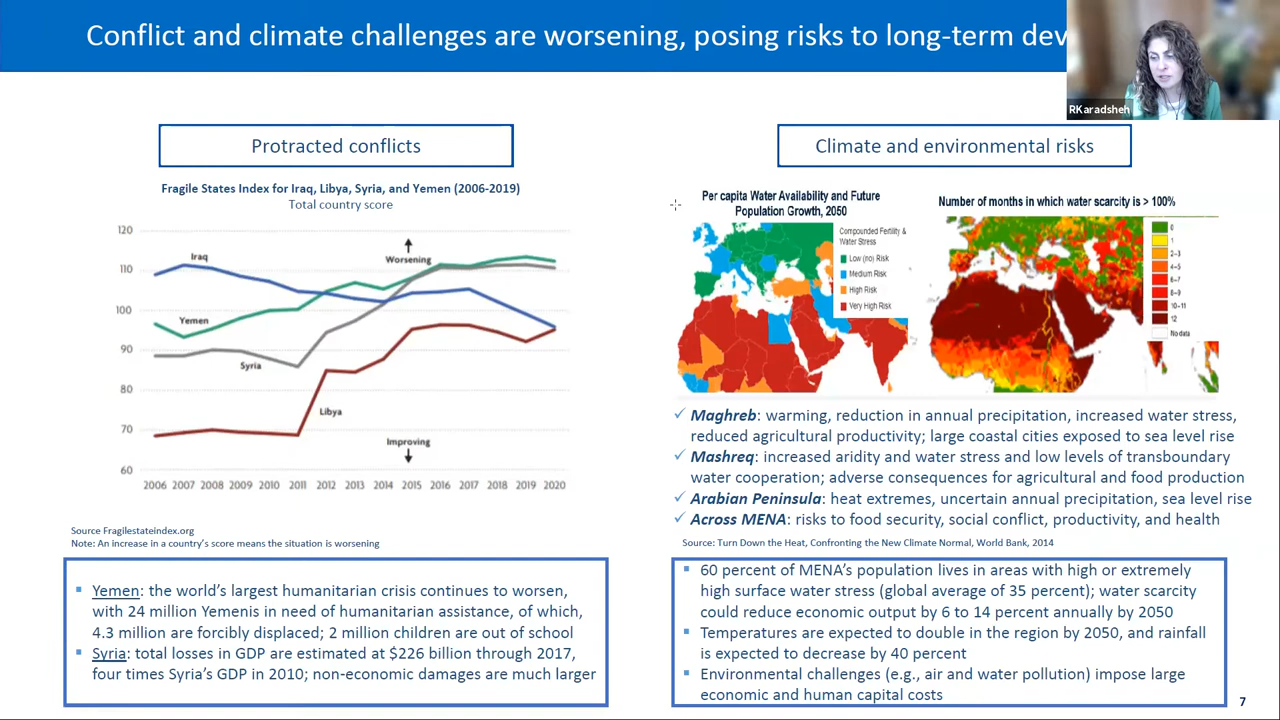 Conflict and climate challenges are worsening, posing risks to long-term dev
RKaradsheh
Protracted conflicts
Fragile States Index for Iraq, Libya, Syria, and Yemen (2006-2019)
Total country score
120
110
100
90
80
70
60
Worsening
Iraq
Yemen
Syria
Libya
Improving
2006 2007 2008 2009 2010 2011 2012 2013 2014 2015 2016 2017 2018 2019 2020
Source Fragilestateindex.org
Note: An increase in a country's score means the situation is worsening
▪ Yemen: the world's largest humanitarian crisis continues to worsen,
with 24 million Yemenis in need of humanitarian assistance, of which,
4.3 million are forcibly displaced; 2 million children are out of school
▪ Syria: total losses in GDP are estimated at $226 billion through 2017,
four times Syria's GDP in 2010; non-economic damages are much larger
Climate and environmental risks
Per capita Water Availability and Future
Population Growth, 2050
Compounded Fertility &
Water Stress
Low (no) Risk
Medium Risk
High Risk
Very High Risk
Number of months in which water scarcity is > 100%
0
1
2-3
4-5
6-7
8-9
10-11
12
No data
✓ Maghreb: warming, reduction in annual precipitation, increased water stress,
reduced agricultural productivity; large coastal cities exposed to sea level rise
✓ Mashreq: increased aridity and water stress and low levels of transboundary
water cooperation; adverse consequences for agricultural and food production
✓ Arabian Peninsula: heat extremes, uncertain annual precipitation, sea level rise
✓ Across MENA: risks to food security, social conflict, productivity, and health
Source: Turn Down the Heat, Confronting the New Climate Normal, World Bank, 2014
▪ 60 percent of MENA's population lives in areas with high or extremely
high surface water stress (global average of 35 percent); water scarcity
could reduce economic output by 6 to 14 percent annually by 2050
▪ Temperatures are expected to double in the region by 2050, and rainfall
is expected to decrease by 40 percent
▪ Environmental challenges (e.g., air and water pollution) impose large
economic and human capital costs
7